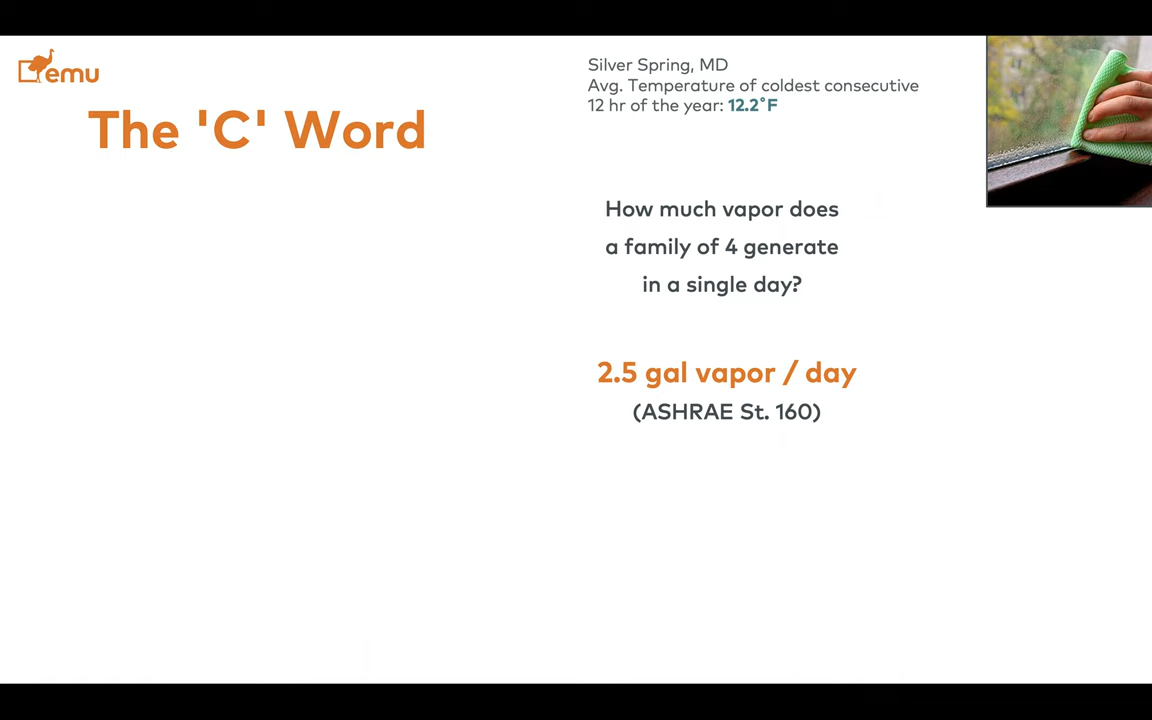 emu
The 'C' Word
Silver Spring, MD
Avg. Temperature of coldest consecutive
12 hr of the year: 12.2°F
How much vapor does
a family of 4 generate
in a single day?
2.5 gal vapor / day
(ASHRAE St. 160)